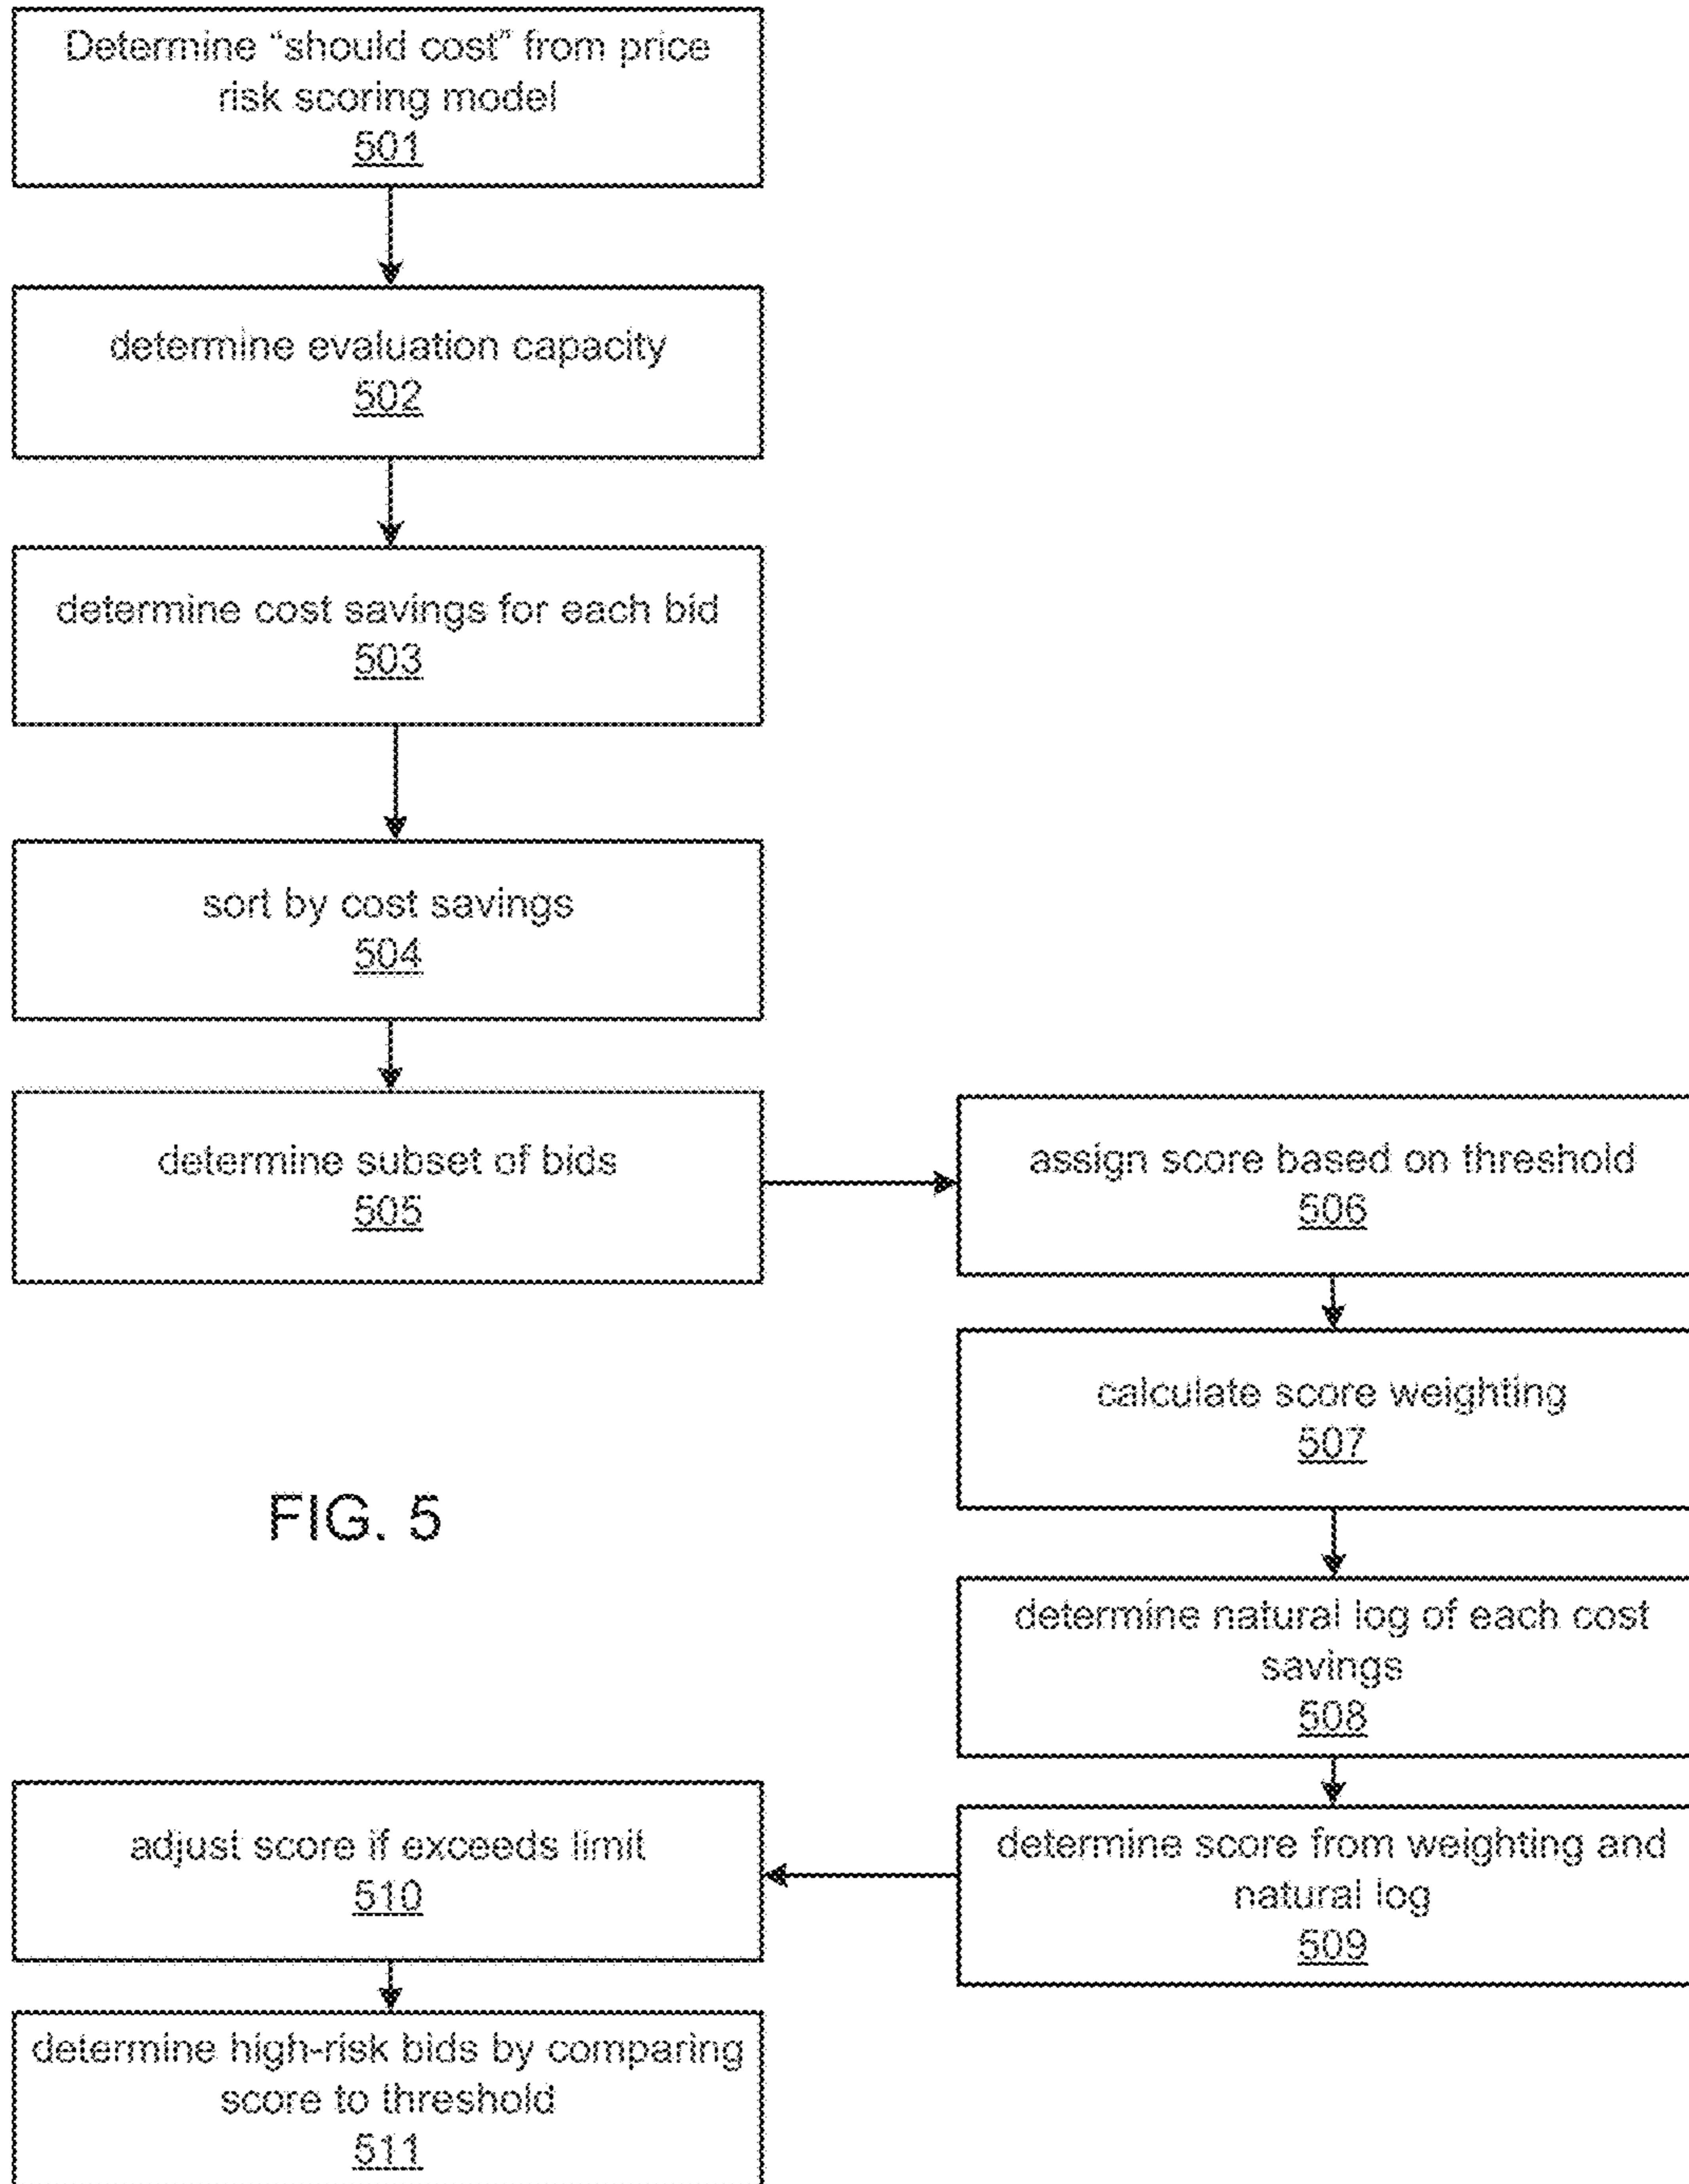 Determine “should cost” from price
risk scoring model
501
determine evaluation capacity
502
determine cost savings for each bid
503
sort by cost savings
504
determine subset of bids
505
assign score based on threshold
506
calculate score weighting
507
determine natural log of each cost
savings
508
determine score from weighting and
natural log
509
adjust score if exceeds limit
510
determine high-risk bids by comparing
score to threshold
511
FIG. 5